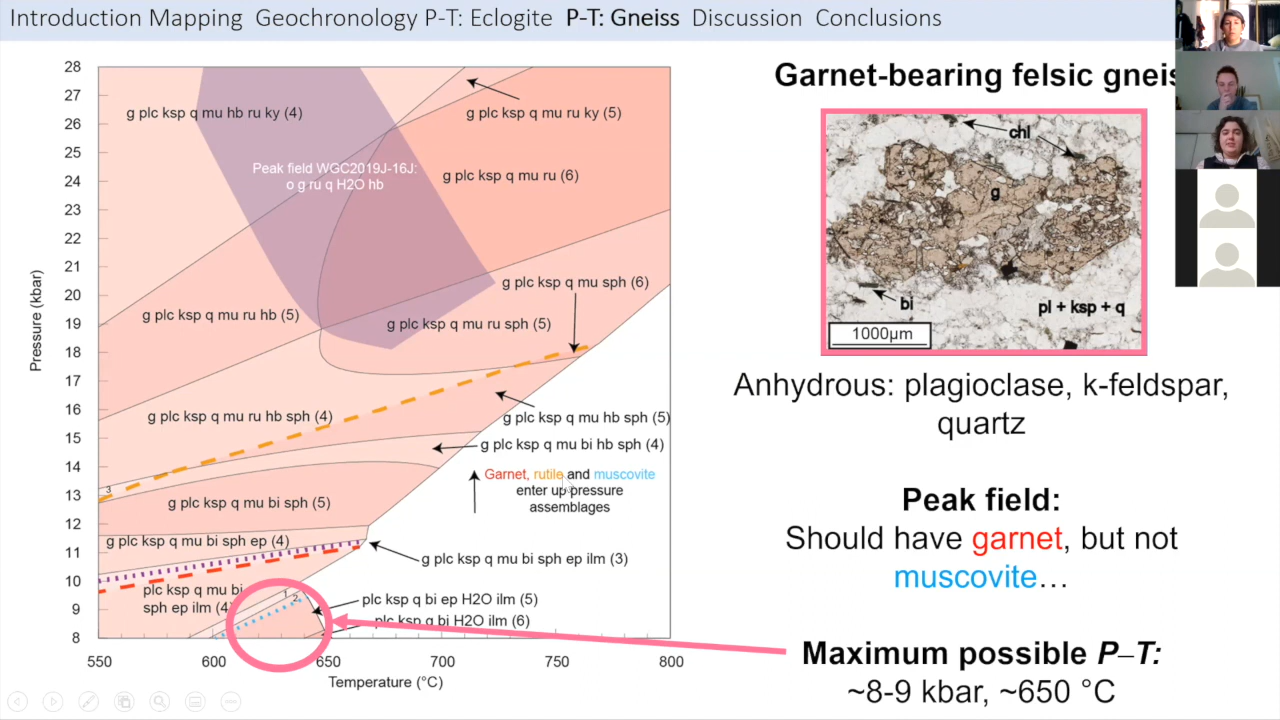 Introduction Mapping Geochronology P-T: Eclogite P-T: Gneiss Discussion Conclusions
Garnet-bearing felsic gneis
28
27
26
25
24
23
22
21
20
19
18
17
16
15
14
13
12
11
10
9
8
Pressure (kbar)
550
600
650
700
750
800
Temperature (°C)
g plc ksp q mu hb ru ky (4)
g plc ksp q mu ru ky (5)
Peak field WGC2019J-16J:
o g ru q H2O hb
g plc ksp q mu ru (6)
g plc ksp q mu sph (6)
g plc ksp q mu ru hb (5)
g plc ksp q mu ru sph (5)
g plc ksp q mu ru hb sph (4)
g plc ksp q mu hb sph (5)
g plc ksp q mu bi hb sph (4)
3
Garnet, rutile and muscovite
enter up pressure
assemblages
g plc ksp q mu bi sph (5)
g plc ksp q mu bi sph ep (4)
g plc ksp q mu bi sph ep ilm (3)
plc ksp q mu bi
sph ep ilm (4)
1
2
plc ksp q bi ep H2O ilm (5)
plc ksp q bi H2O ilm (6)
chl
g
bi
pl + ksp + q
1000µm
Anhydrous: plagioclase, k-feldspar,
quartz
Peak field:
Should have garnet, but not
muscovite…
Maximum possible P–T:
~8-9 kbar, ~650 °C